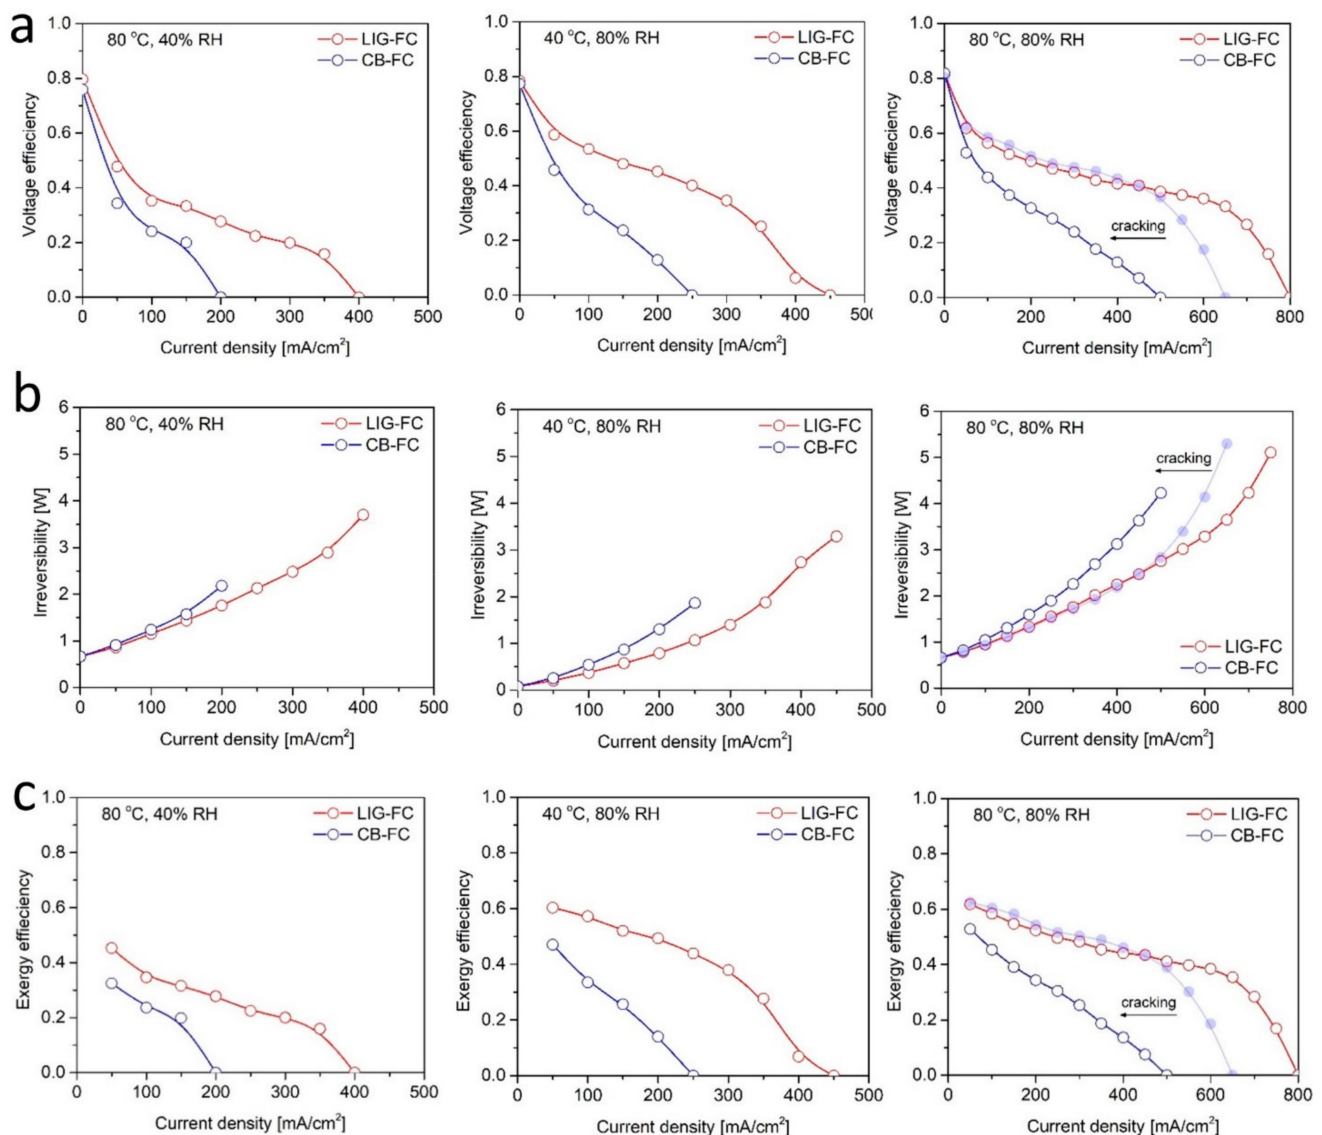 a
80 °C, 40% RH
LIG-FC
CB-FC
Voltage effieciency
1.0
0.8
0.6
0.4
0.2
0.0
0 100 200 300 400 500
Current density [mA/cm²]
40 °C, 80% RH
LIG-FC
CB-FC
Voltage effieciency
1.0
0.8
0.6
0.4
0.2
0.0
0 100 200 300 400 500
Current density [mA/cm²]
80 °C, 80% RH
LIG-FC
CB-FC
cracking
Voltage effieciency
1.0
0.8
0.6
0.4
0.2
0.0
0 200 400 600 800
Current density [mA/cm²]
b
80 °C, 40% RH
LIG-FC
CB-FC
Irreversibility [W]
6
5
4
3
2
1
0
0 100 200 300 400 500
Current density [mA/cm²]
40 °C, 80% RH
LIG-FC
CB-FC
Irreversibility [W]
6
5
4
3
2
1
0
0 100 200 300 400 500
Current density [mA/cm²]
80 °C, 80% RH
cracking
LIG-FC
CB-FC
Irreversibility [W]
6
5
4
3
2
1
0
0 200 400 600 800
Current density [mA/cm²]
c
80 °C, 40% RH
LIG-FC
CB-FC
Exergy effieciency
1.0
0.8
0.6
0.4
0.2
0.0
0 100 200 300 400 500
Current density [mA/cm²]
40 °C, 80% RH
LIG-FC
CB-FC
Exergy effieciency
1.0
0.8
0.6
0.4
0.2
0.0
0 100 200 300 400 500
Current density [mA/cm²]
80 °C, 80% RH
LIG-FC
CB-FC
cracking
Exergy effieciency
1.0
0.8
0.6
0.4
0.2
0.0
0 200 400 600 800
Current density [mA/cm²]